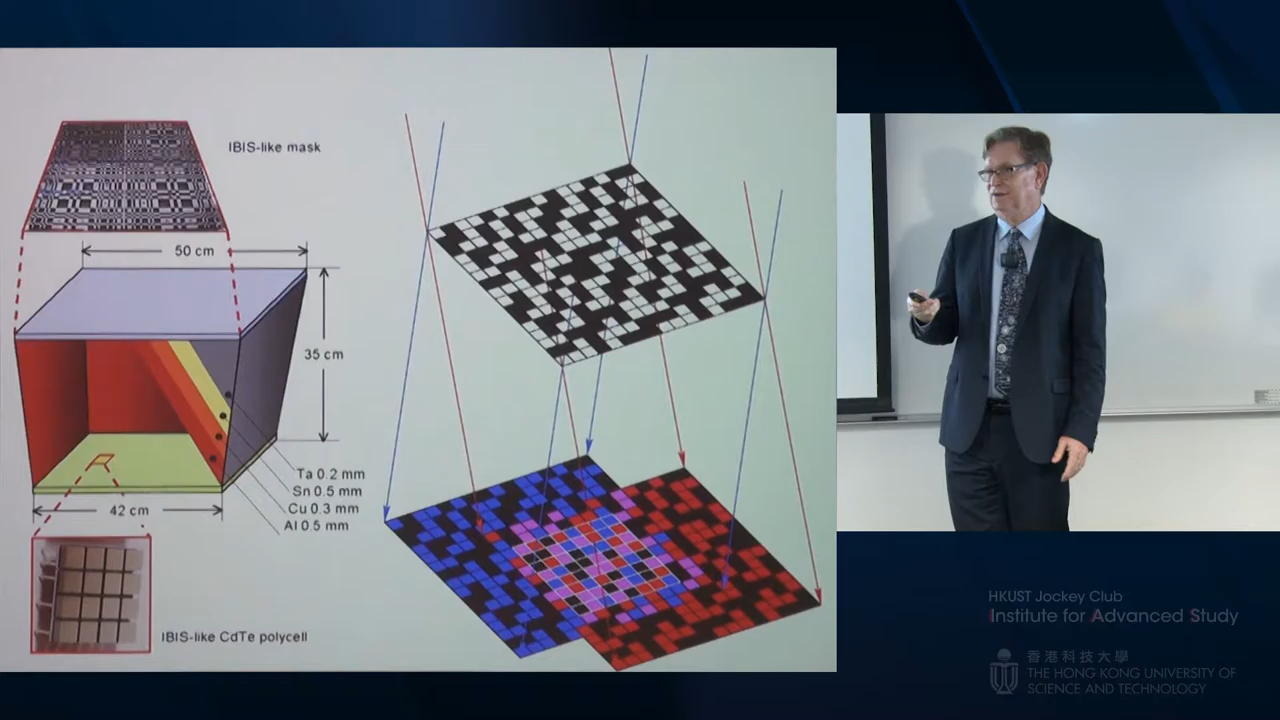 IBIS-like mask
50 cm
35 cm
Ta 0.2 mm
Sn 0.5 mm
Cu 0.3 mm
Al 0.5 mm
42 cm
IBIS-like CdTe polycell
HKUST Jockey Club
Institute for Advanced Study
香港科技大學
THE HONG KONG UNIVERSITY OF
SCIENCE AND TECHNOLOGY